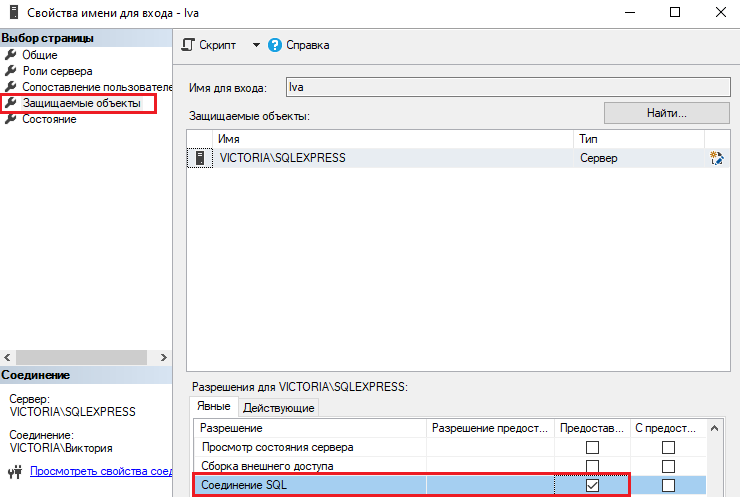 Свойства имени для входа - Iva
Выбор страницы
Общие
Роли сервера
Сопоставление пользователе
Защищаемые объекты
Состояние
Скрипт
Справка
Имя для входа:
Iva
Защищаемые объекты:
Найти...
Имя
Тип
VICTORIA\SQLEXPRESS
Сервер
Соединение
Сервер:
VICTORIA\SQLEXPRESS
Соединение:
VICTORIA\Виктория
Просмотреть свойства соед
Разрешения для VICTORIA\SQLEXPRESS:
Явные
Действующие
Разрешение
Разрешение предост...
Предостав...
С предост...
Просмотр состояния сервера
Сборка внешнего доступа
Соединение SQL